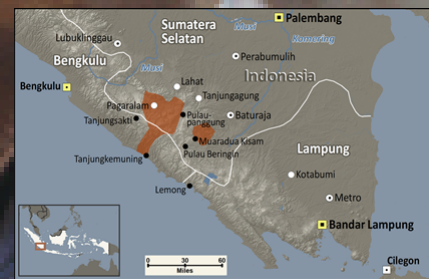 Sumatera
Selatan
Musi
Palembang
Lubuklinggau
Komering
Perabumulih
Bengkulu
Musi
Indonesia
Lahat
Bengkulu
Tanjungagung
Pagaralam
Tanjungsakti
Pulau-
panggung
Baturaja
Muaradua Kisam
Pulau Beringin
Lampung
Tanjungkemuning
Kotabumi
Lemong
Metro
Bandar Lampung
Cilegon
0 30 60
Miles